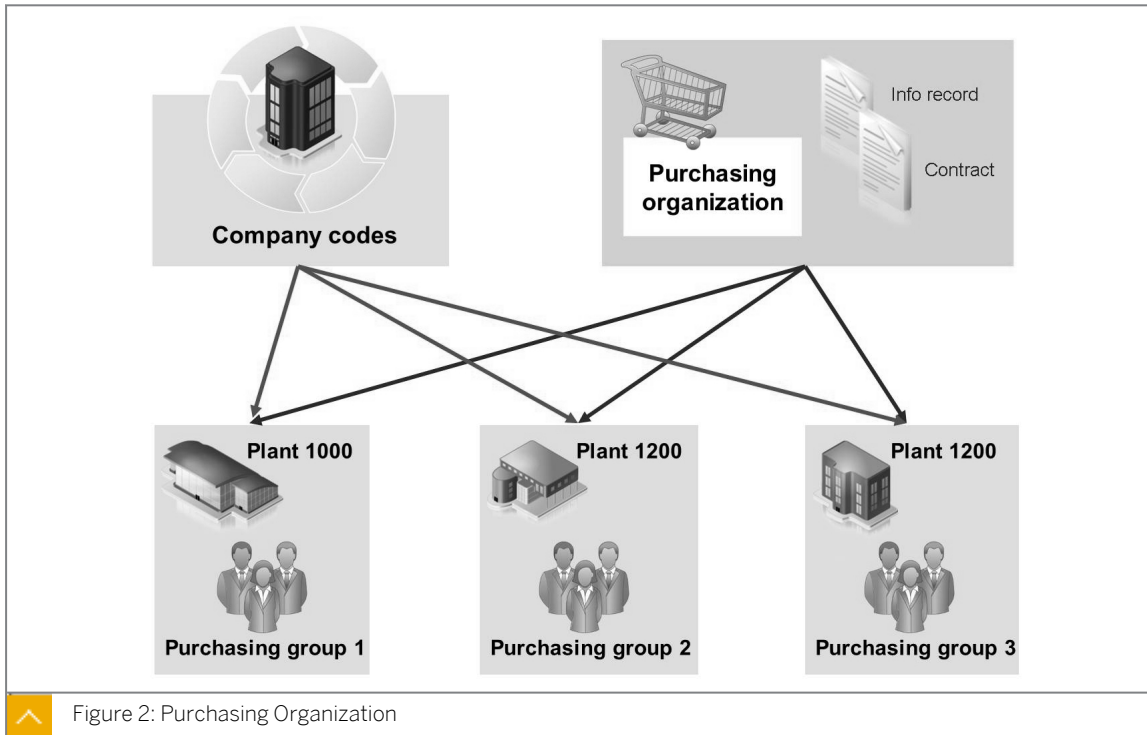 Company codes
Purchasing
organization
Info record
Contract
Plant 1000
Purchasing group 1
Plant 1200
Purchasing group 2
Plant 1200
Purchasing group 3
Figure 2: Purchasing Organization